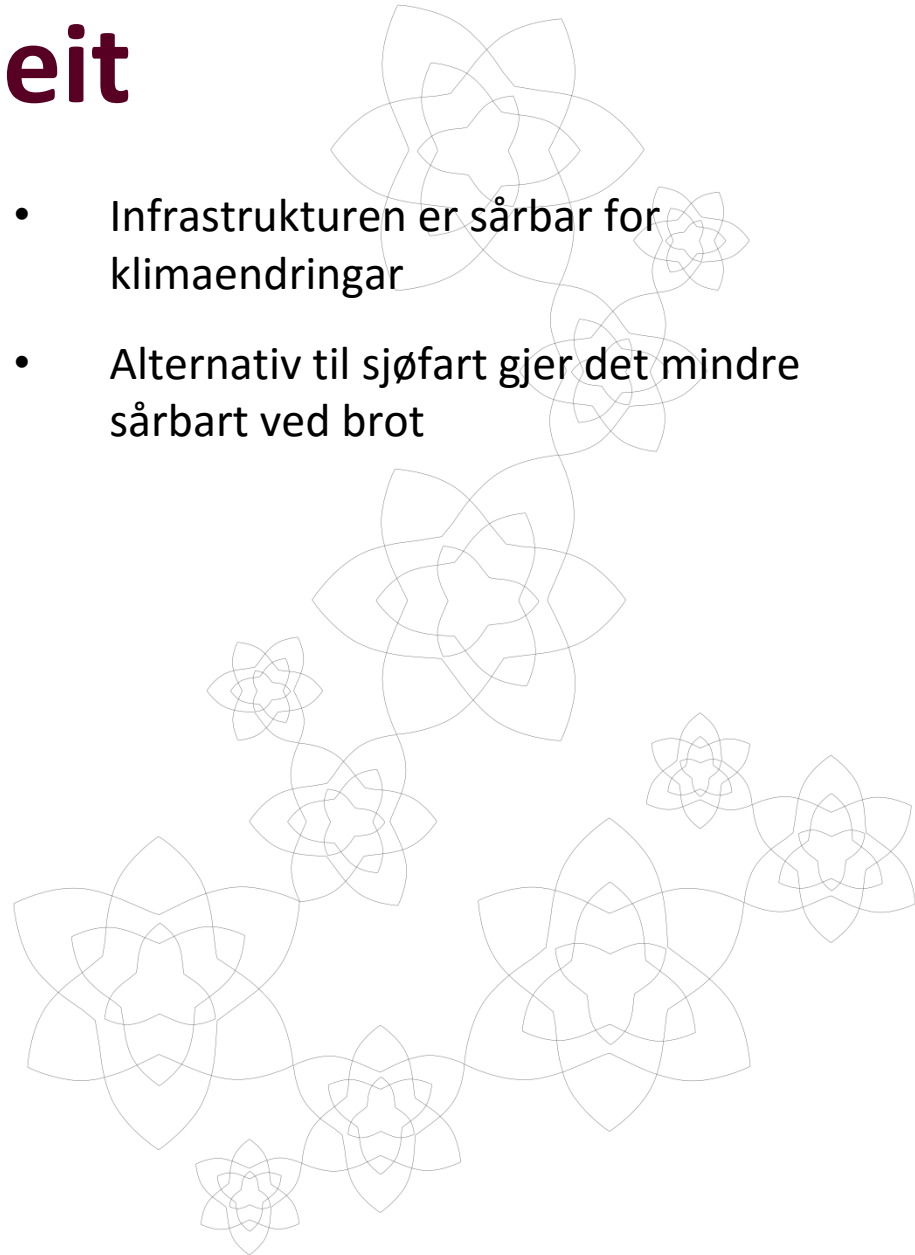 eit
• Infrastrukturen er sårbar for
klimaendringar
• Alternativ til sjøfart gjer det mindre
sårbart ved brot